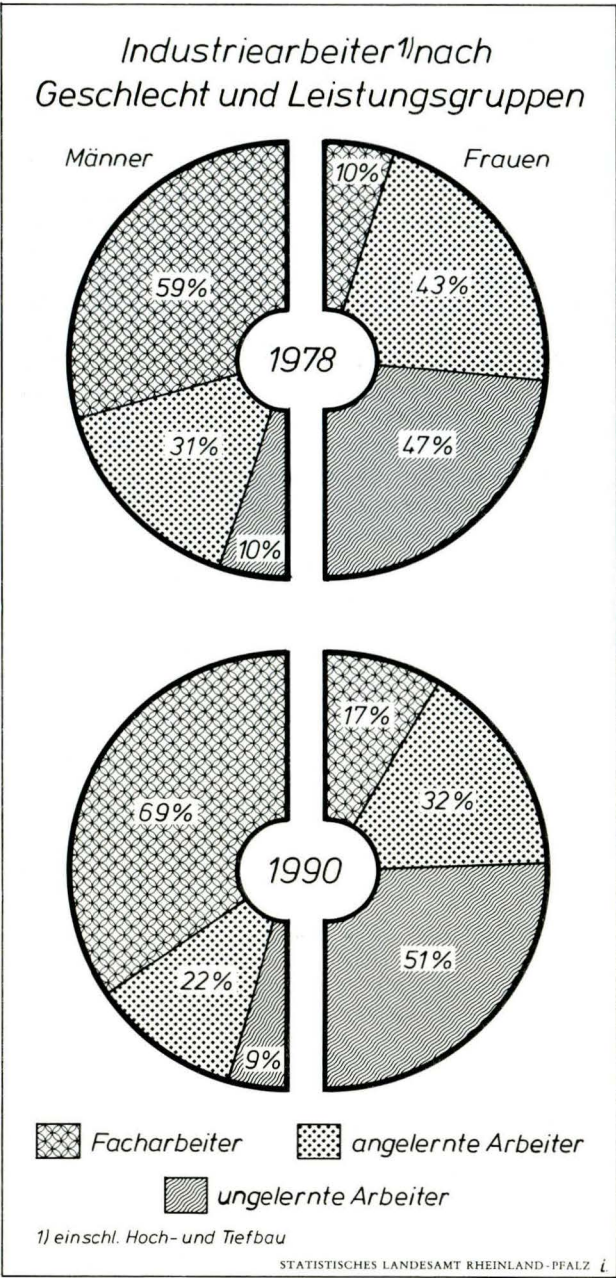 Industriearbeiter¹⁾nach
Geschlecht und Leistungsgruppen
Männer
Frauen
59%
31%
10%
10%
43%
47%
1978
69%
22%
9%
17%
32%
51%
1990
Facharbeiter
angelernte Arbeiter
ungelernte Arbeiter
1) einschl. Hoch- und Tiefbau
STATISTISCHES LANDESAMT RHEINLAND-PFALZ i.